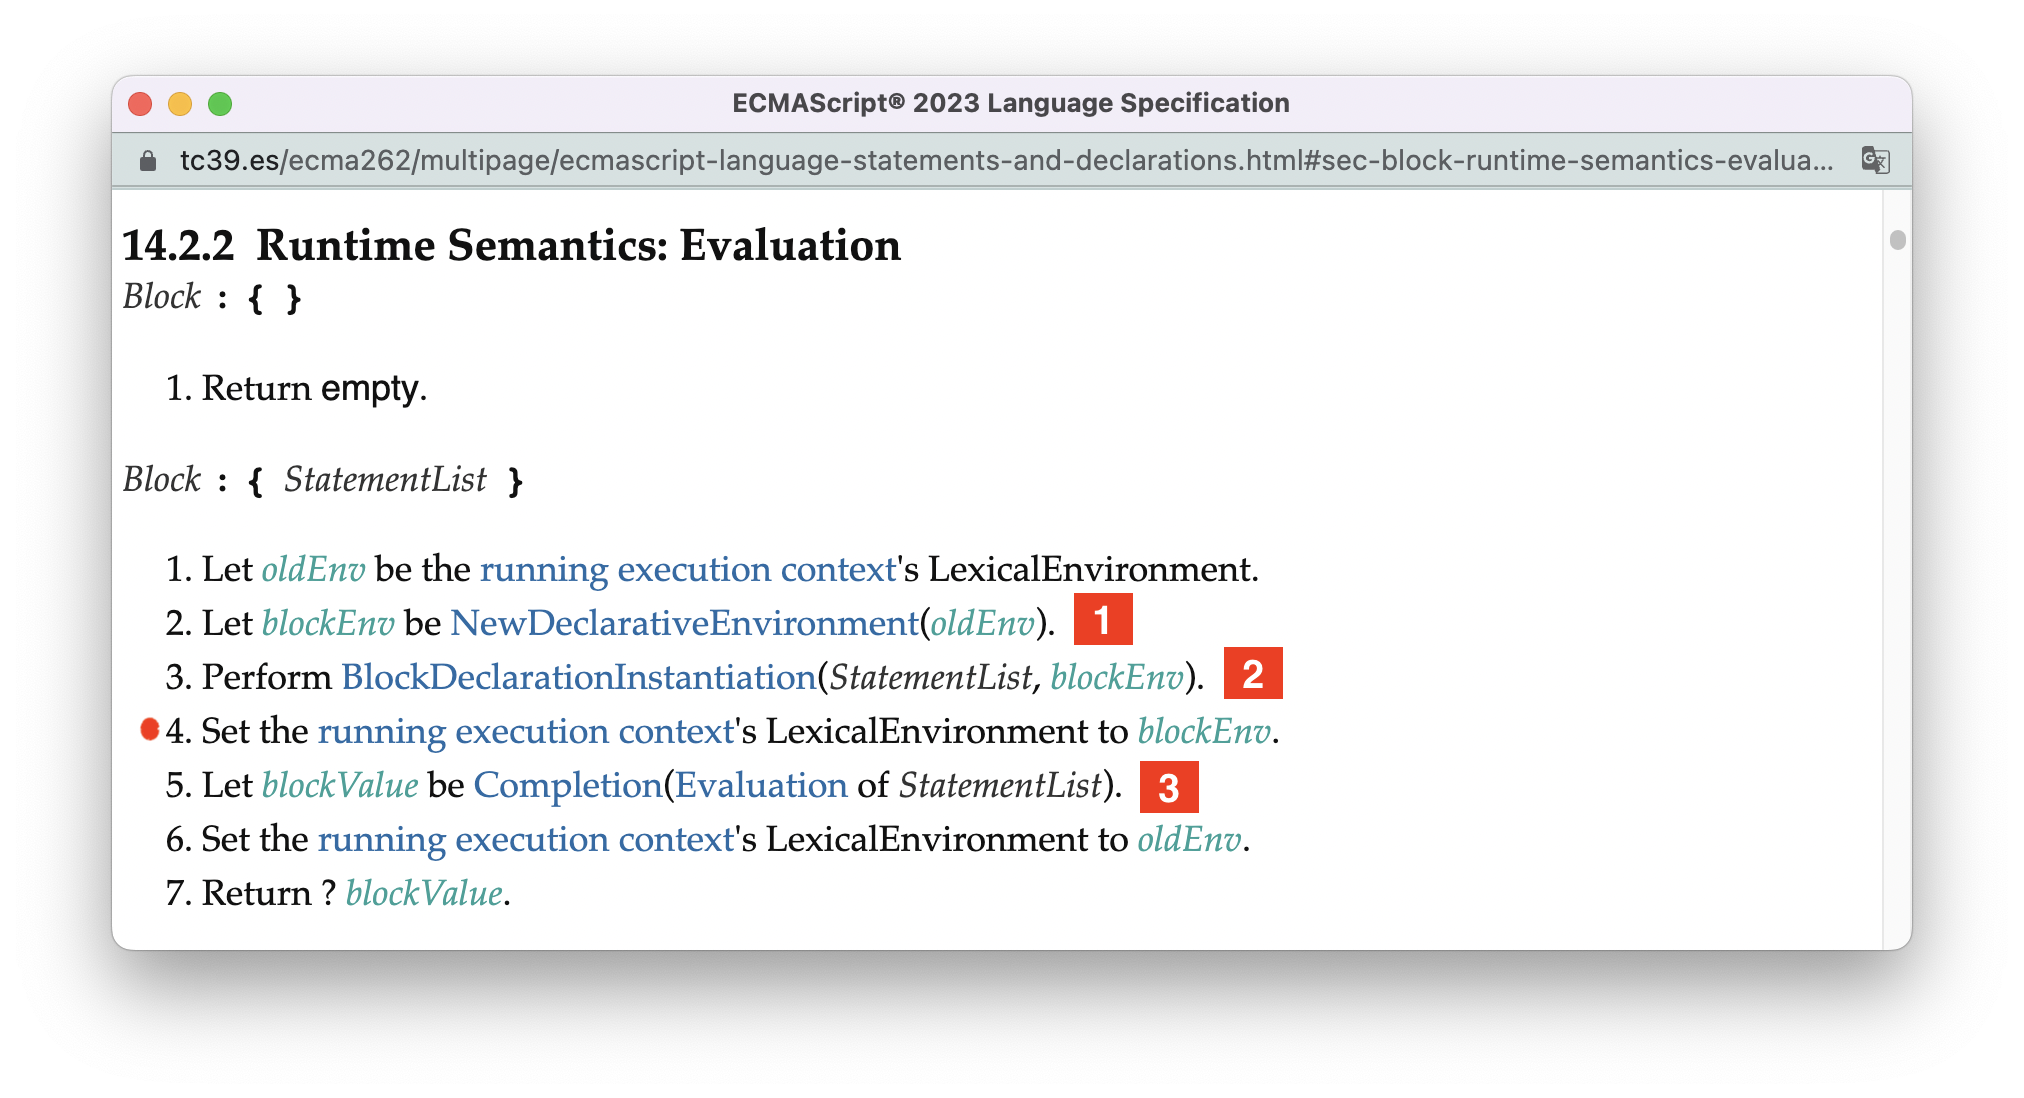 ECMAScript® 2023 Language Specification
tc39.es/ecma262/multipage/ecmascript-language-statements-and-declarations.html#sec-block-runtime-semantics-evalua...
14.2.2 Runtime Semantics: Evaluation
Block : { }
1. Return empty.
Block : { StatementList }
1. Let oldEnv be the running execution context's LexicalEnvironment.
2. Let blockEnv be NewDeclarativeEnvironment(oldEnv). 1
3. Perform BlockDeclarationInstantiation(StatementList, blockEnv). 2
4. Set the running execution context's LexicalEnvironment to blockEnv.
5. Let blockValue be Completion(Evaluation of StatementList). 3
6. Set the running execution context's LexicalEnvironment to oldEnv.
7. Return ? blockValue.